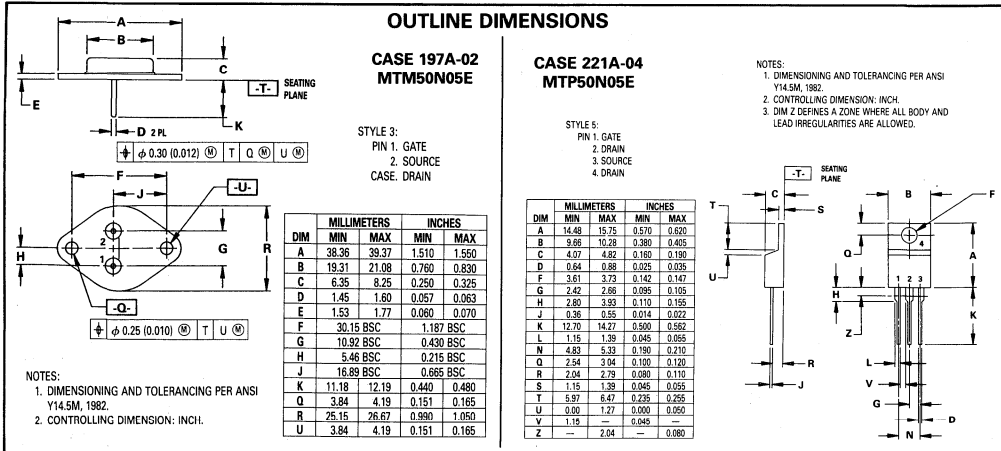 OUTLINE DIMENSIONS
CASE 197A-02
MTM50N05E
A
B
C
-T- SEATING
PLANE
E
K
D 2 PL
⌖ ϕ 0.30 (0.012) Ⓜ T Q Ⓜ U Ⓜ
STYLE 3:
PIN 1. GATE
2. SOURCE
CASE. DRAIN
F
J
-U-
2
1
G
R
H
-Q-
⌖ ϕ 0.25 (0.010) Ⓜ T U Ⓜ
MILLIMETERS INCHES
DIM MIN MAX MIN MAX
A 38.36 39.37 1.510 1.550
B 19.31 21.08 0.760 0.830
C 6.35 8.25 0.250 0.325
D 1.45 1.60 0.057 0.063
E 1.53 1.77 0.060 0.070
F 30.15 BSC 1.187 BSC
G 10.92 BSC 0.430 BSC
H 5.46 BSC 0.215 BSC
J 16.89 BSC 0.665 BSC
K 11.18 12.19 0.440 0.480
Q 3.84 4.19 0.151 0.165
R 25.15 26.67 0.990 1.050
U 3.84 4.19 0.151 0.165
NOTES:
1. DIMENSIONING AND TOLERANCING PER ANSI
Y14.5M, 1982.
2. CONTROLLING DIMENSION: INCH.
CASE 221A-04
MTP50N05E
STYLE 5:
PIN 1. GATE
2. DRAIN
3. SOURCE
4. DRAIN
NOTES:
1. DIMENSIONING AND TOLERANCING PER ANSI
Y14.5M, 1982.
2. CONTROLLING DIMENSION: INCH.
3. DIM Z DEFINES A ZONE WHERE ALL BODY AND
LEAD IRREGULARITIES ARE ALLOWED.
MILLIMETERS INCHES
DIM MIN MAX MIN MAX
A 14.48 15.75 0.570 0.620
B 9.66 10.28 0.380 0.405
C 4.07 4.82 0.160 0.190
D 0.64 0.88 0.025 0.035
F 3.61 3.73 0.142 0.147
G 2.42 2.66 0.095 0.105
H 2.80 3.93 0.110 0.155
J 0.36 0.55 0.014 0.022
K 12.70 14.27 0.500 0.562
L 1.15 1.39 0.045 0.055
N 4.83 5.33 0.190 0.210
Q 2.54 3.04 0.100 0.120
R 2.04 2.79 0.080 0.110
S 1.15 1.39 0.045 0.055
T 5.97 6.47 0.235 0.255
U 0.00 1.27 0.000 0.050
V 1.15 — 0.045 —
Z — 2.04 — 0.080
-T- SEATING
PLANE
C
B
F
T
S
Q
4
A
U
1 2 3
H
K
Z
L
R
V
J
G
D
N